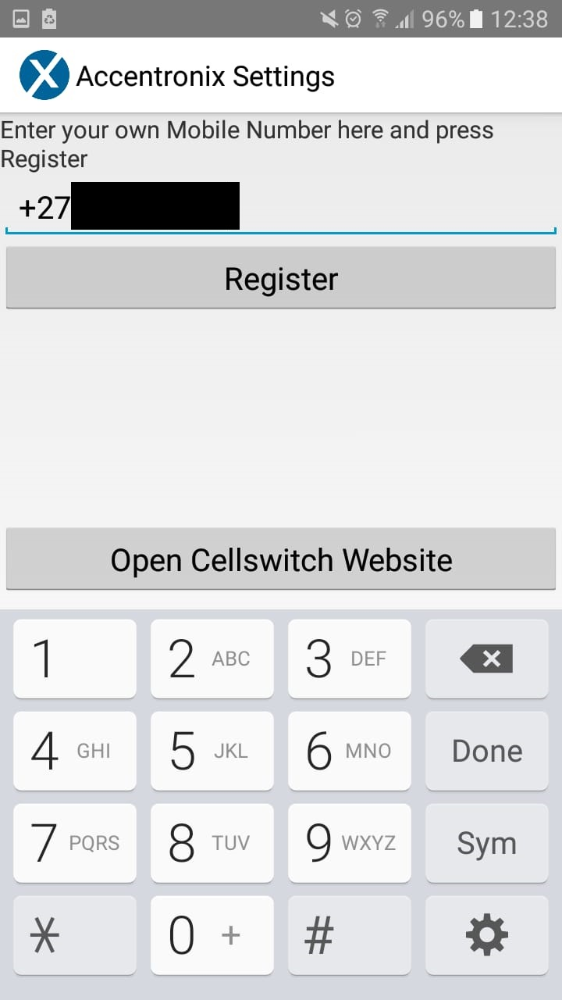 96% 12:38
Accentronix Settings
Enter your own Mobile Number here and press
Register
+27
Register
Open Cellswitch Website
1 2 ABC 3 DEF
4 GHI 5 JKL 6 MNO Done
7 PQRS 8 TUV 9 WXYZ Sym
* 0 + #